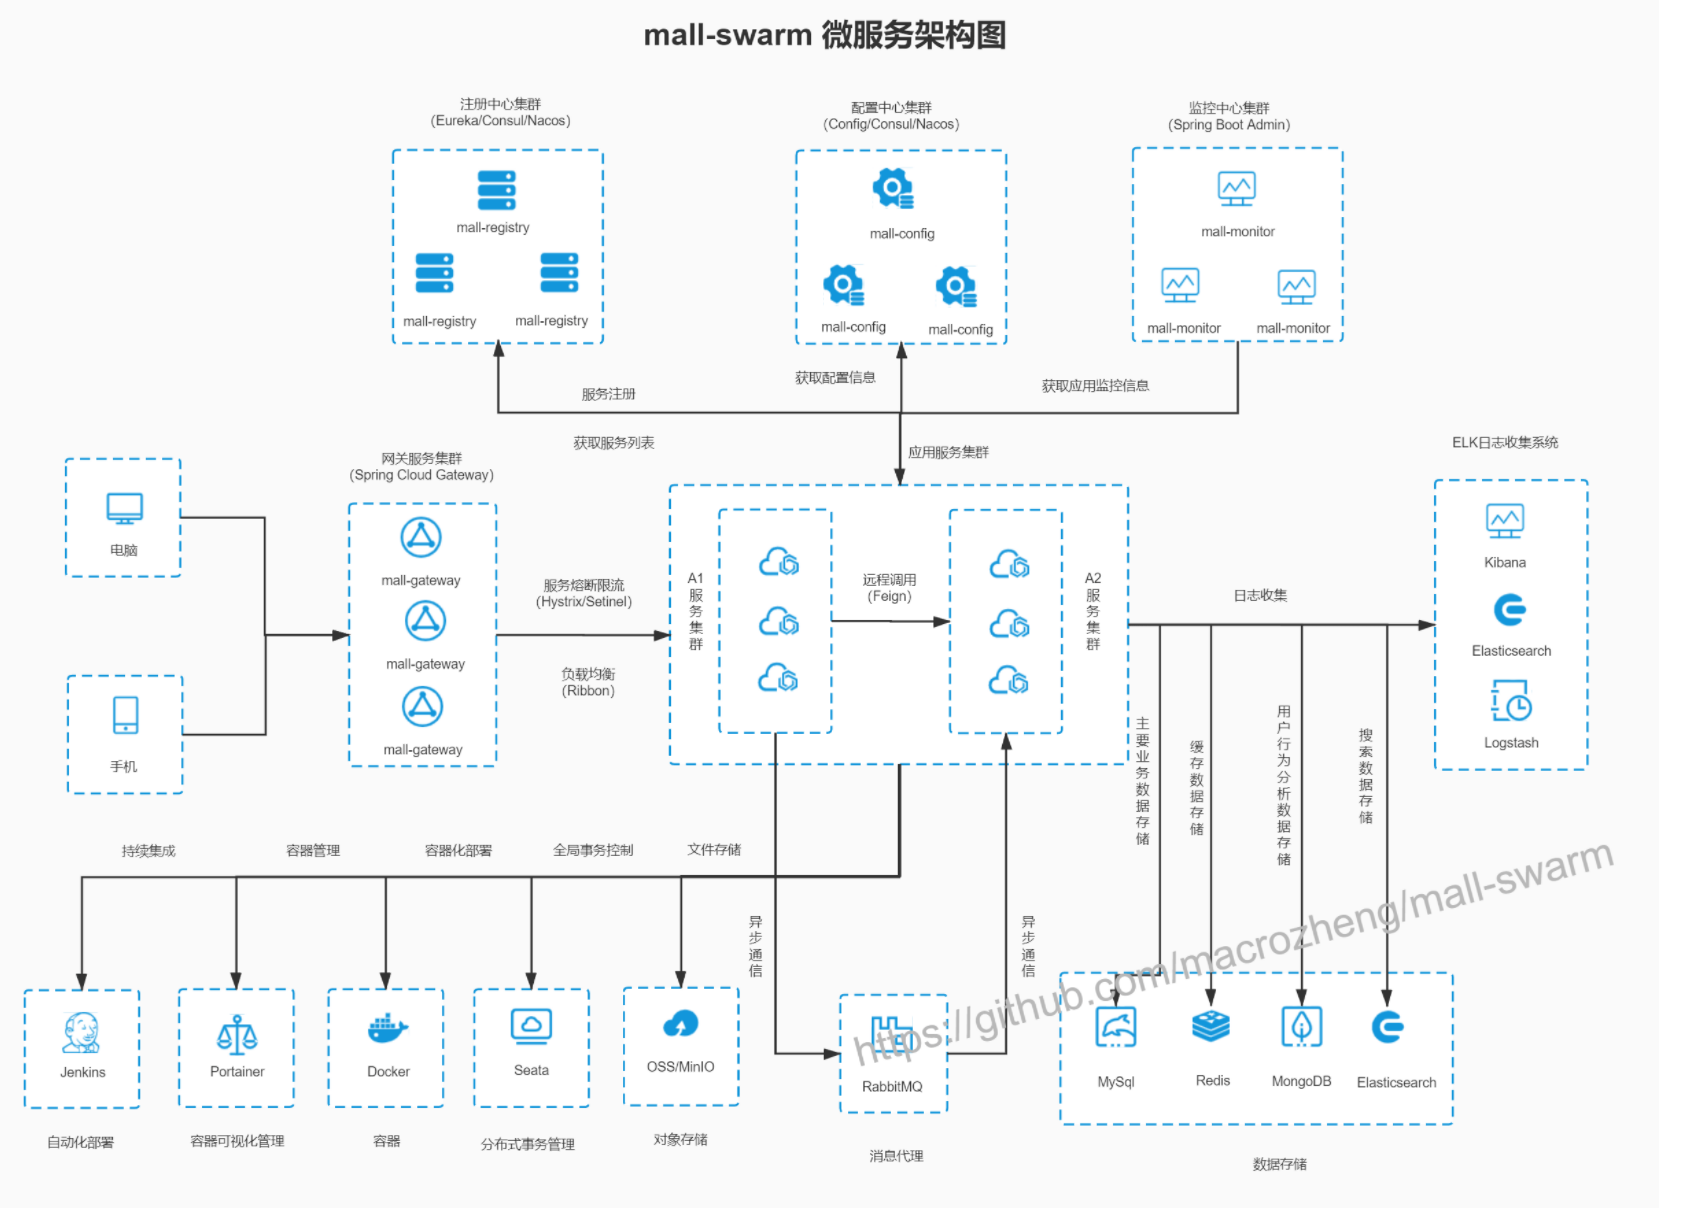 mall-swarm 微服务架构图
注册中心集群
(Eureka/Consul/Nacos)
配置中心集群
(Config/Consul/Nacos)
监控中心集群
(Spring Boot Admin)
mall-registry
mall-registry
mall-registry
mall-config
mall-config
mall-config
mall-monitor
mall-monitor
mall-monitor
服务注册
获取配置信息
获取应用监控信息
获取服务列表
应用服务集群
ELK日志收集系统
网关服务集群
(Spring Cloud Gateway)
电脑
手机
mall-gateway
mall-gateway
mall-gateway
服务熔断限流
(Hystrix/Setinel)
负载均衡
(Ribbon)
A1服务集群
远程调用
(Feign)
A2服务集群
日志收集
Kibana
Elasticsearch
Logstash
主要业务数据存储
缓存数据存储
用户行为分析数据存储
搜索数据存储
持续集成
容器管理
容器化部署
全局事务控制
文件存储
异步通信
异步通信
https://github.com/macrozheng/mall-swarm
Jenkins
Portainer
Docker
Seata
OSS/MinIO
RabbitMQ
MySql
Redis
MongoDB
Elasticsearch
自动化部署
容器可视化管理
容器
分布式事务管理
对象存储
消息代理
数据存储